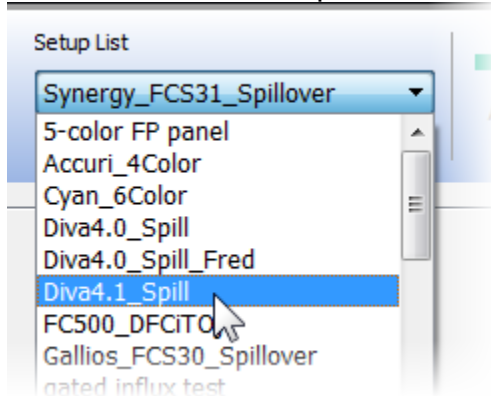 Setup List
Synergy_FCS31_Spillover
5-color FP panel
Accuri_4Color
Cyan_6Color
Diva4.0_Spill
Diva4.0_Spill_Fred
Diva4.1_Spill
FC500_DFCiTO
Gallios_FCS30_Spillover
gated influx test